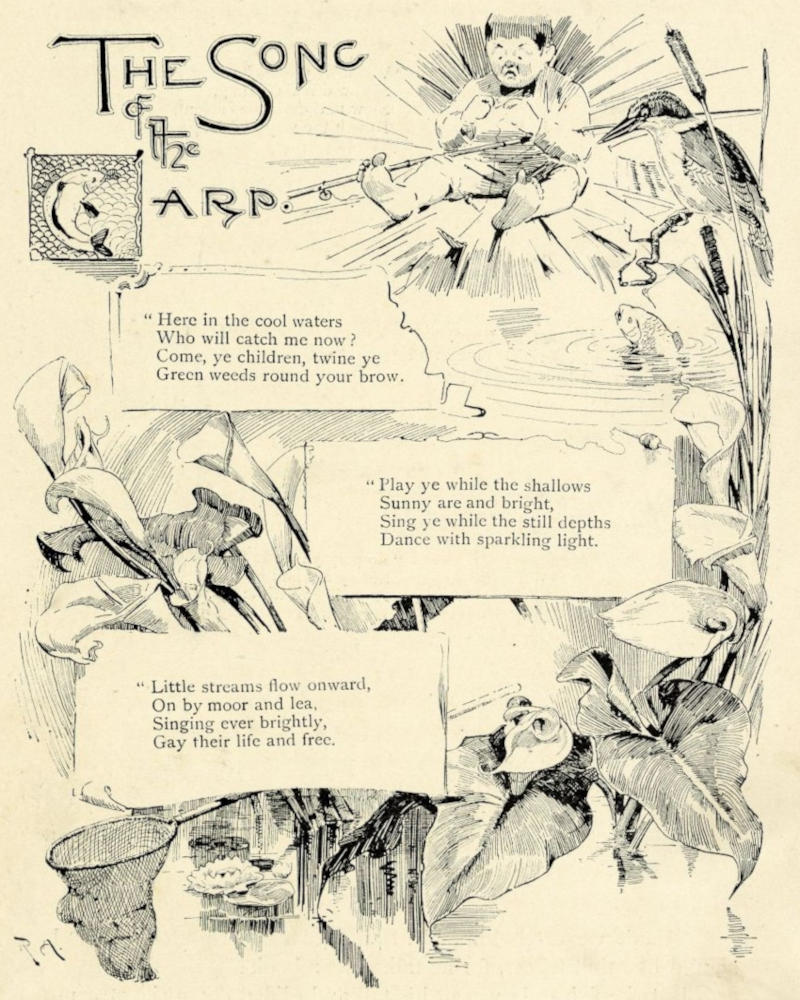 THE SONG
of the
CARP.
“ Here in the cool waters
Who will catch me now?
Come, ye children, twine ye
Green weeds round your brow.
“ Play ye while the shallows
Sunny are and bright,
Sing ye while the still depths
Dance with sparkling light.
“ Little streams flow onward,
On by moor and lea,
Singing ever brightly,
Gay their life and free.